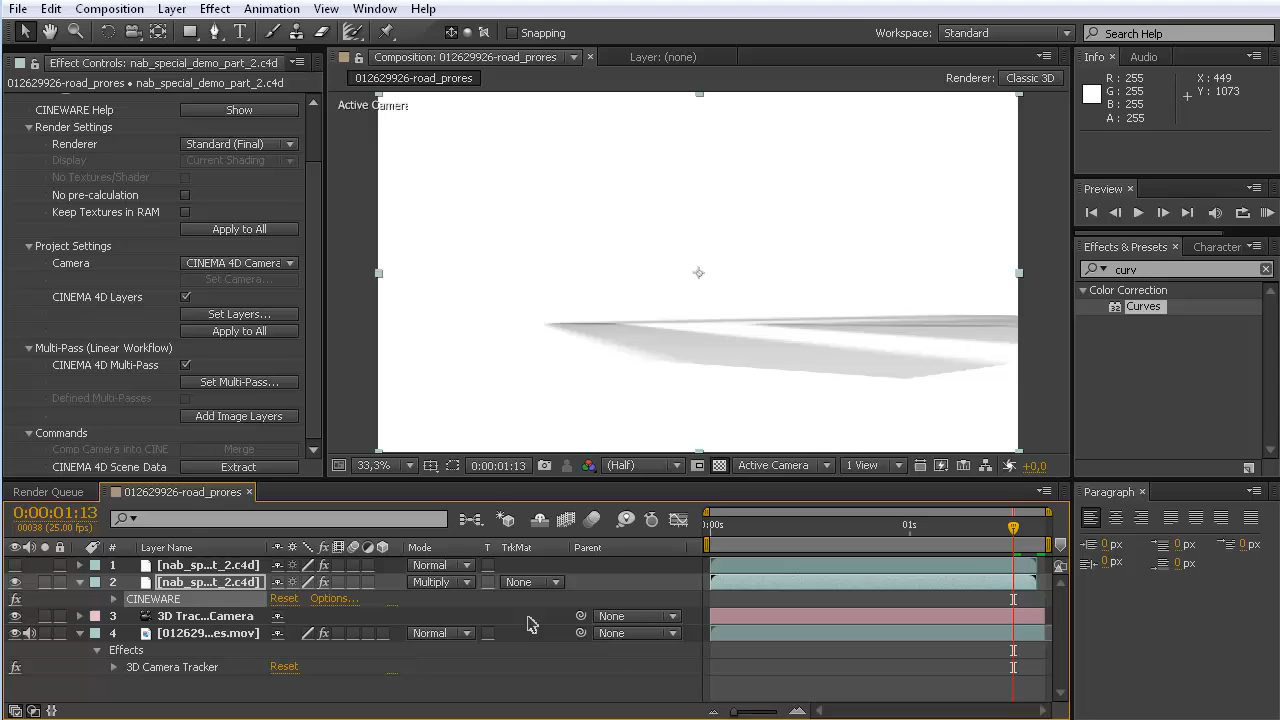 File Edit Composition Layer Effect Animation View Window Help
Snapping
Workspace: Standard
Search Help
Effect Controls: nab_special_demo_part_2.c4d
012629926-road_prores • nab_special_demo_part_2.c4d
CINEWARE Help Show
Render Settings
Renderer Standard (Final)
Display Current Shading
No Textures/Shader
No pre-calculation
Keep Textures in RAM
Apply to All
Project Settings
Camera CINEMA 4D Camera
Set Camera...
CINEMA 4D Layers
Set Layers...
Apply to All
Multi-Pass (Linear Workflow)
CINEMA 4D Multi-Pass
Set Multi-Pass...
Defined Multi-Passes
Add Image Layers
Commands
Comp Camera into CINE Merge
CINEMA 4D Scene Data Extract
Composition: 012629926-road_prores
Layer: (none)
012629926-road_prores
Renderer: Classic 3D
Active Camera
33,3% 0:00:01:13 (Half) Active Camera 1 View +0,0
Info Audio
R: 255 X: 449
G: 255 Y: 1073
B: 255
A: 255
Preview
Effects & Presets Character
curv
Color Correction
32 Curves
Paragraph
0 px 0 px 0 px
0 px 0 px
Render Queue 012629926-road_prores
0:00:01:13
00038 (25.00 fps)
0:00s 01s
# Layer Name Mode T TrkMat Parent
1 [nab_sp...t_2.c4d] Normal
2 [nab_sp...t_2.c4d] Multiply None
CINEWARE Reset Options...
3 3D Trac...Camera None
4 [012629...es.mov] Normal None
Effects
fx 3D Camera Tracker Reset